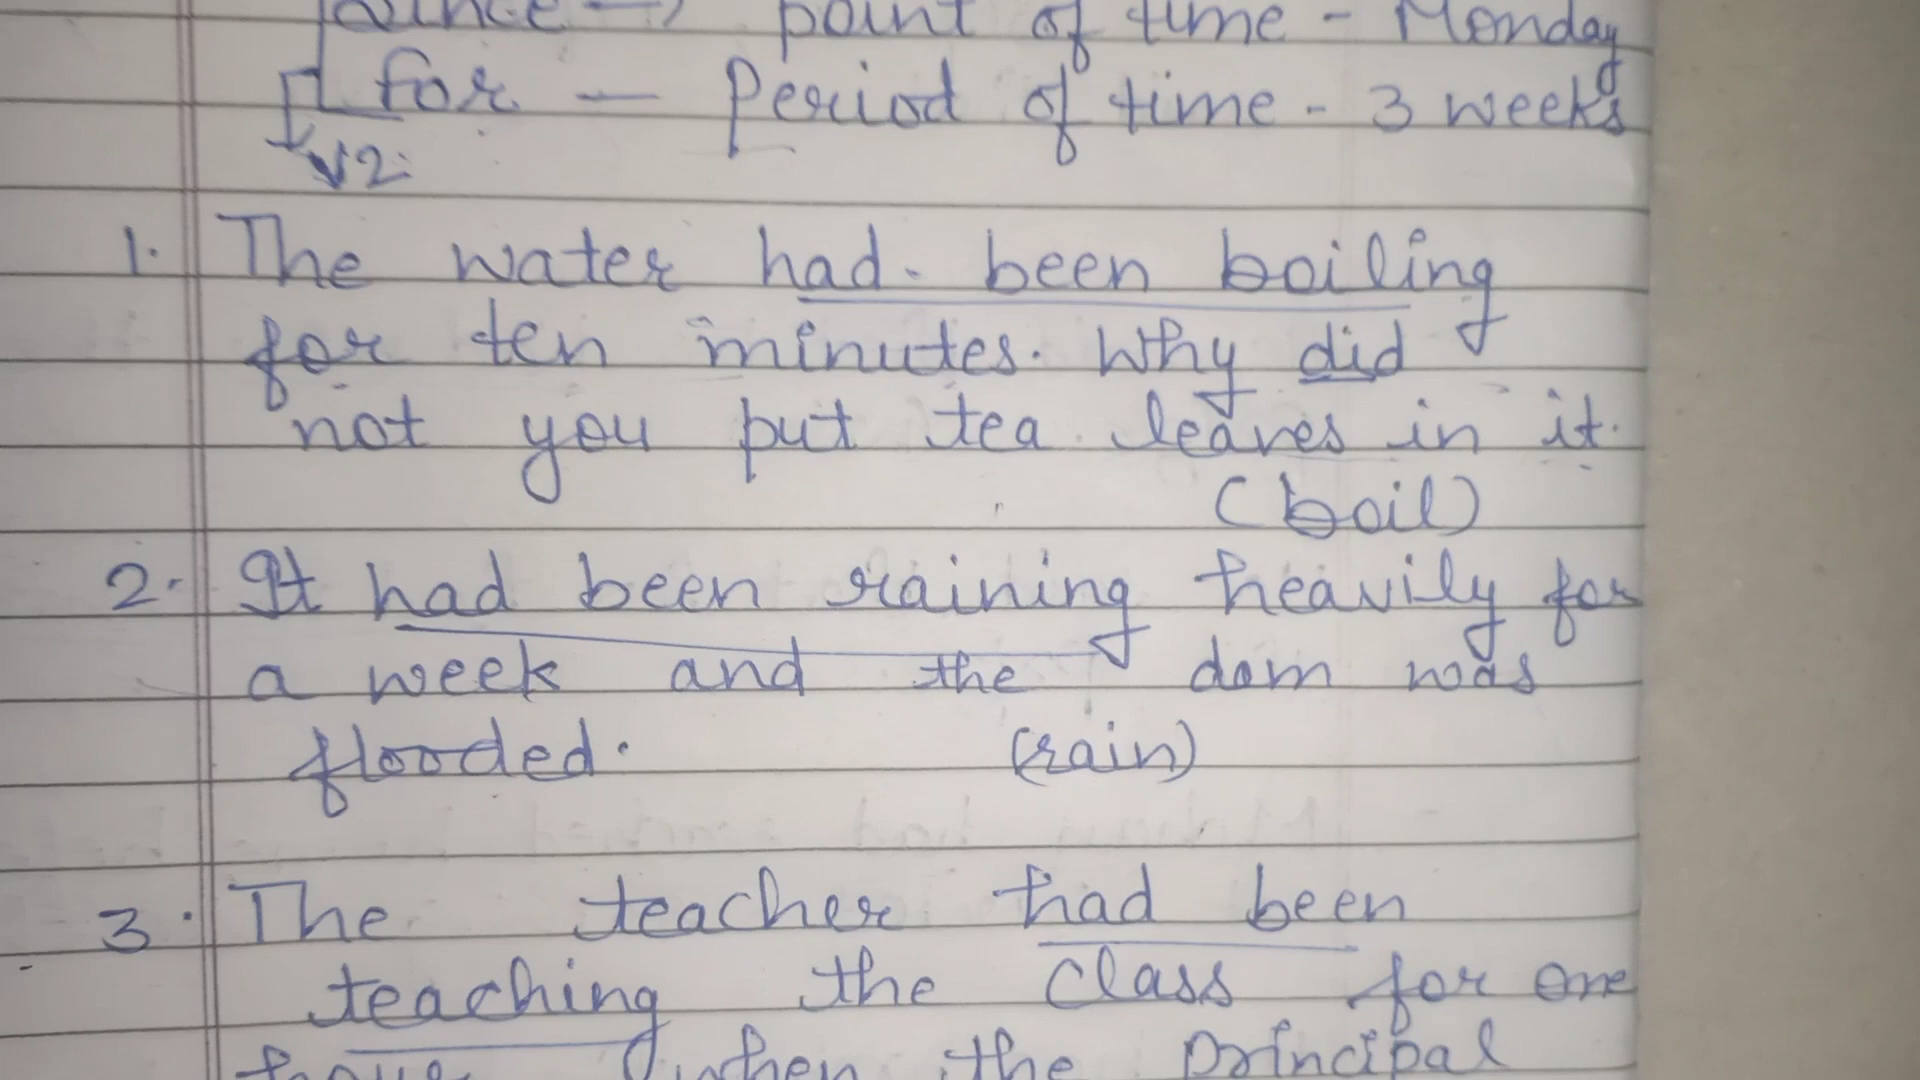 since → point of time - Monday
for — Period of time - 3 weeks
V2:
1. The water had been boiling
for ten minutes. Why did
not you put tea leaves in it.
(boil)
2. It had been raining heavily for
a week and the dam was
flooded. (rain)
3. The teacher had been
teaching the class for one
when the principal